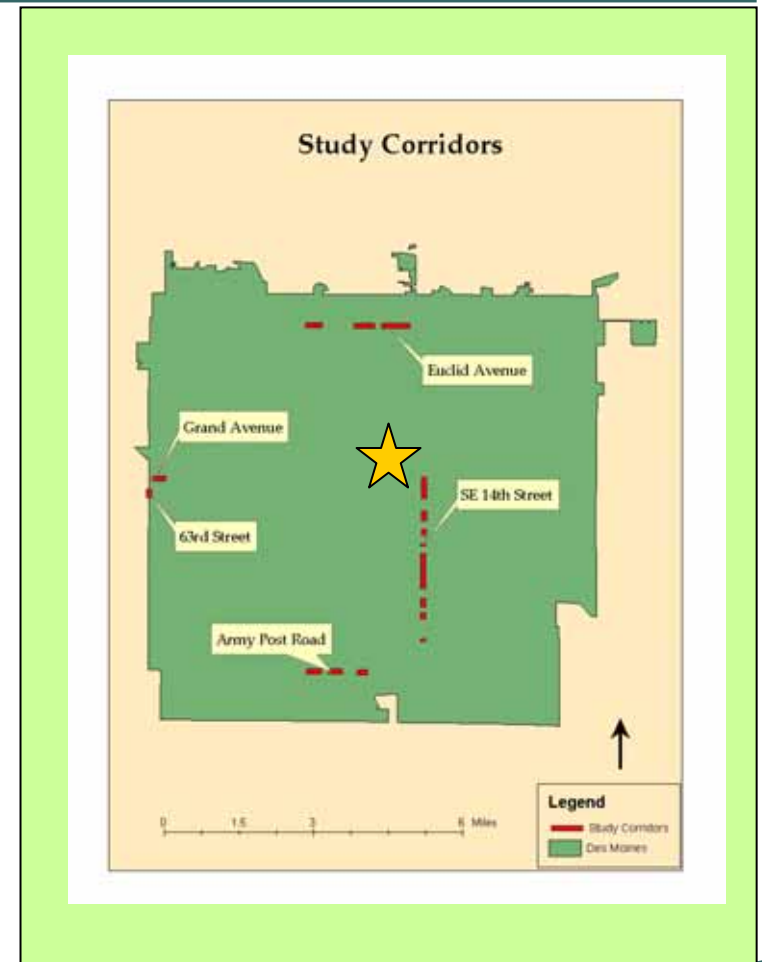 Study Corridors
Euclid Avenue
Grand Avenue
SE 14th Street
63rd Street
Army Post Road
0 1.5 3 6 Miles
Legend
Study Corridors
Des Moines